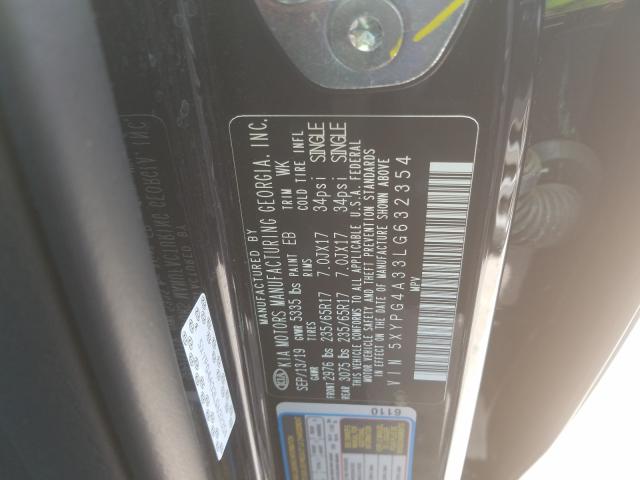 MANUFACTURED BY
KIA KIA MOTORS MANUFACTURING GEORGIA. INC.
SEP/13/19 GVWR 5335 lbs PAINT EB TRIM WK
GAWR TIRES RIMS COLD TIRE INFL
FRONT 2976 lbs 235/65R17 7.0JX17 34psi SINGLE
REAR 3075 lbs 235/65R17 7.0JX17 34psi SINGLE
THIS VEHICLE CONFORMS TO ALL APPLICABLE U.S.A. FEDERAL
MOTOR VEHICLE SAFETY AND THEFT PREVENTION STANDARDS
IN EFFECT ON THE DATE OF MANUFACTURE SHOWN ABOVE
VIN 5XYPG4A33LG632354
MPV
6110